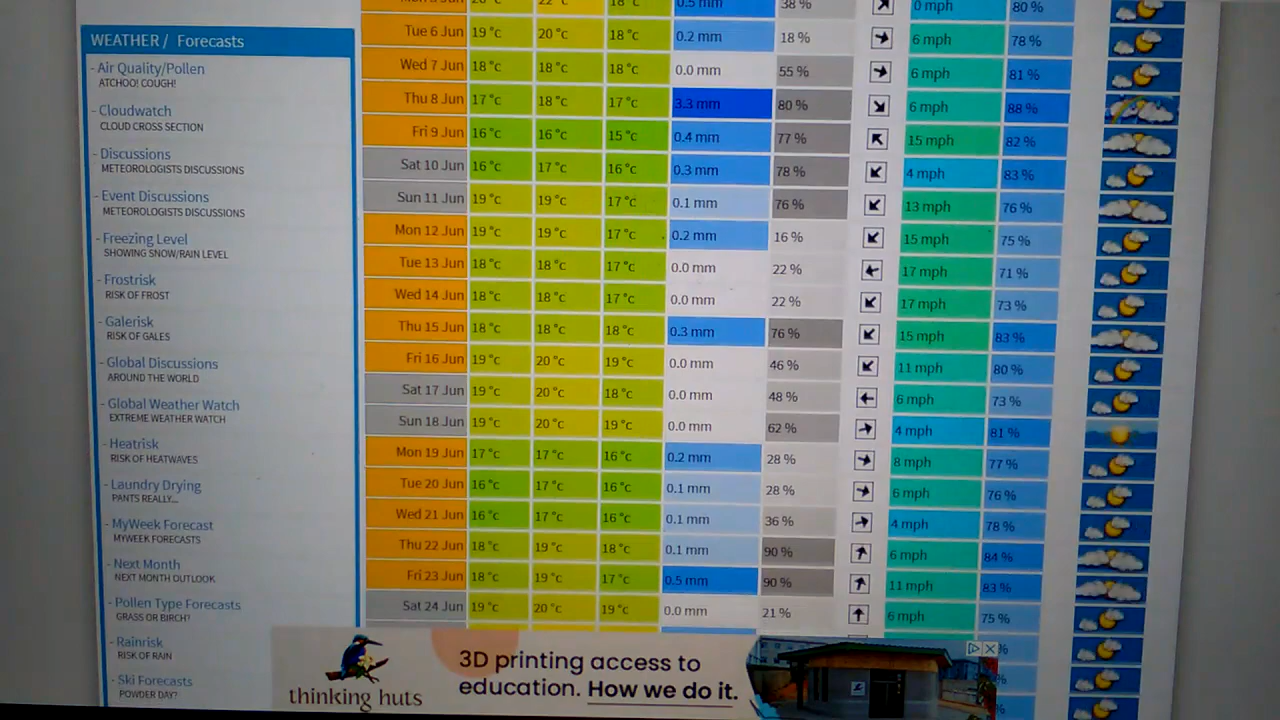 WEATHER / Forecasts
- Air Quality/Pollen
ATCHOO! COUGH!
- Cloudwatch
CLOUD CROSS SECTION
- Discussions
METEOROLOGISTS DISCUSSIONS
- Event Discussions
METEOROLOGISTS DISCUSSIONS
- Freezing Level
SHOWING SNOW/RAIN LEVEL
- Frostrisk
RISK OF FROST
- Galerisk
RISK OF GALES
- Global Discussions
AROUND THE WORLD
- Global Weather Watch
EXTREME WEATHER WATCH
- Heatrisk
RISK OF HEATWAVES
- Laundry Drying
PANTS REALLY...
- MyWeek Forecast
MYWEEK FORECASTS
- Next Month
NEXT MONTH OUTLOOK
- Pollen Type Forecasts
GRASS OR BIRCH?
- Rainrisk
RISK OF RAIN
- Ski Forecasts
POWDER DAY?
22 °c 18 °c 0.5 mm 38 % 0 mph 80 %
Tue 6 Jun 19 °c 20 °c 18 °c 0.2 mm 18 % 6 mph 78 %
Wed 7 Jun 18 °c 18 °c 18 °c 0.0 mm 55 % 6 mph 81 %
Thu 8 Jun 17 °c 18 °c 17 °c 3.3 mm 80 % 6 mph 88 %
Fri 9 Jun 16 °c 16 °c 15 °c 0.4 mm 77 % 15 mph 82 %
Sat 10 Jun 16 °c 17 °c 16 °c 0.3 mm 78 % 4 mph 83 %
Sun 11 Jun 19 °c 19 °c 17 °c 0.1 mm 76 % 13 mph 76 %
Mon 12 Jun 19 °c 19 °c 17 °c 0.2 mm 16 % 15 mph 75 %
Tue 13 Jun 18 °c 18 °c 17 °c 0.0 mm 22 % 17 mph 71 %
Wed 14 Jun 18 °c 18 °c 17 °c 0.0 mm 22 % 17 mph 73 %
Thu 15 Jun 18 °c 18 °c 18 °c 0.3 mm 76 % 15 mph 83 %
Fri 16 Jun 19 °c 20 °c 19 °c 0.0 mm 46 % 11 mph 80 %
Sat 17 Jun 19 °c 20 °c 18 °c 0.0 mm 48 % 6 mph 73 %
Sun 18 Jun 19 °c 20 °c 19 °c 0.0 mm 62 % 4 mph 81 %
Mon 19 Jun 17 °c 17 °c 16 °c 0.2 mm 28 % 8 mph 77 %
Tue 20 Jun 16 °c 17 °c 16 °c 0.1 mm 28 % 6 mph 76 %
Wed 21 Jun 16 °c 17 °c 16 °c 0.1 mm 36 % 4 mph 78 %
Thu 22 Jun 18 °c 19 °c 18 °c 0.1 mm 90 % 6 mph 84 %
Fri 23 Jun 18 °c 19 °c 17 °c 0.5 mm 90 % 11 mph 83 %
Sat 24 Jun 19 °c 20 °c 19 °c 0.0 mm 21 % 6 mph 75 %
thinking huts
3D printing access to
education. How we do it.